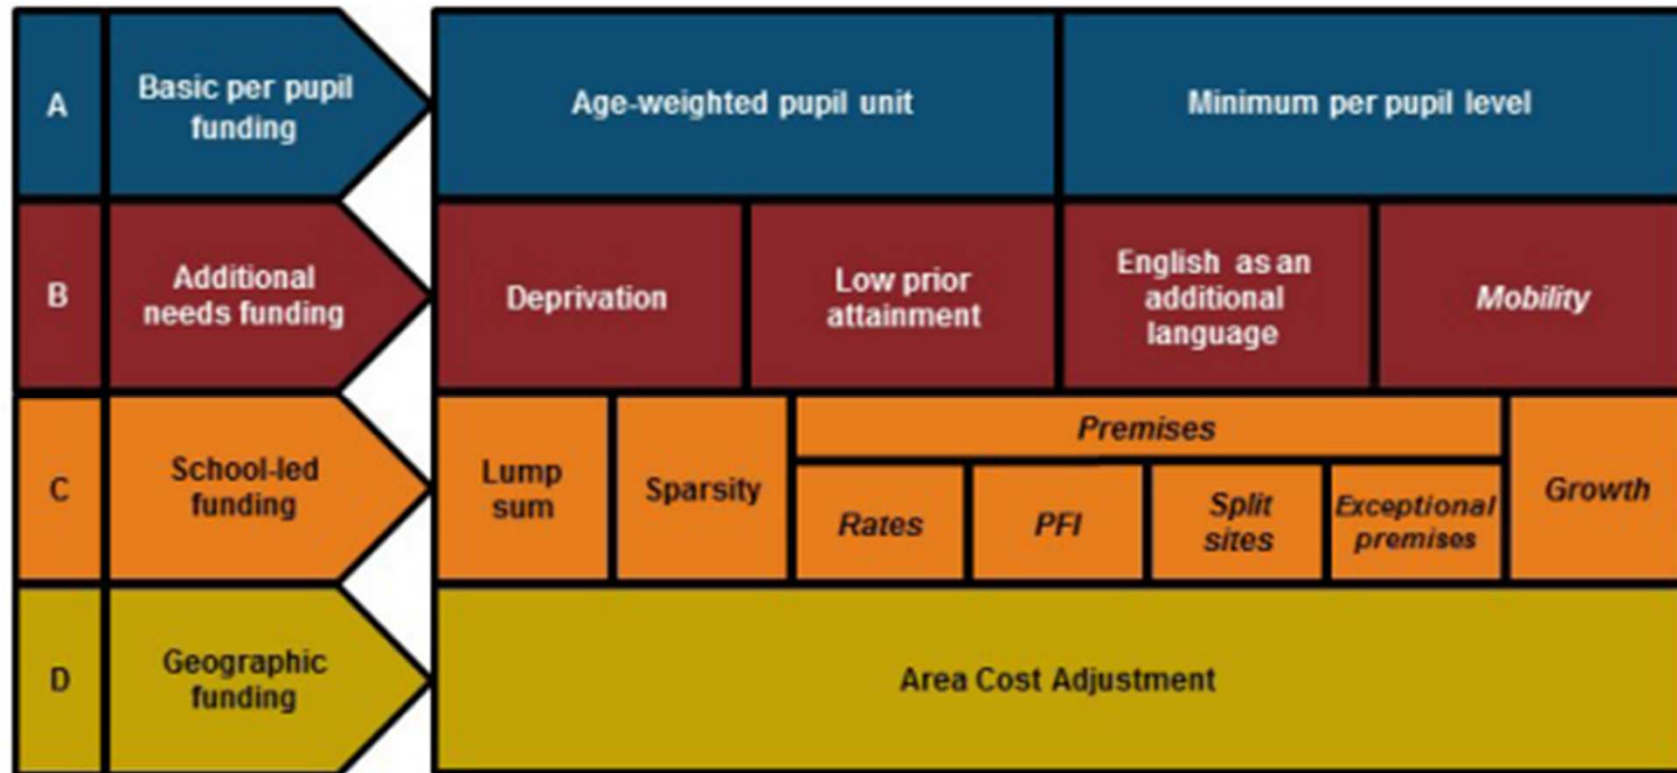 A
Basic per pupil
funding
Age-weighted pupil unit
Minimum per pupil level
B
Additional
needs funding
Deprivation
Low prior
attainment
English as an
additional
language
Mobility
C
School-led
funding
Lump
sum
Sparsity
Premises
Rates
PFI
Split
sites
Exceptional
premises
Growth
D
Geographic
funding
Area Cost Adjustment